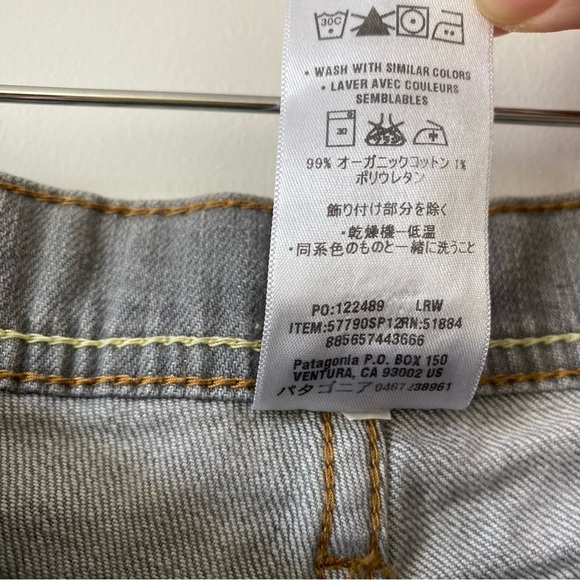 30C
• WASH WITH SIMILAR COLORS
• LAVER AVEC COULEURS
SEMBLABLES
30
99% オーガニックコットン 1%
ポリウレタン
飾り付け部分を除く
・乾燥機ー低温
・同系色のものと一緒に洗うこと
PO:122489 LRW
ITEM:57790SP12RN:51884
885657443666
Patagonia P.O. BOX 150
VENTURA, CA 93002 US
パタゴニア 0467238961